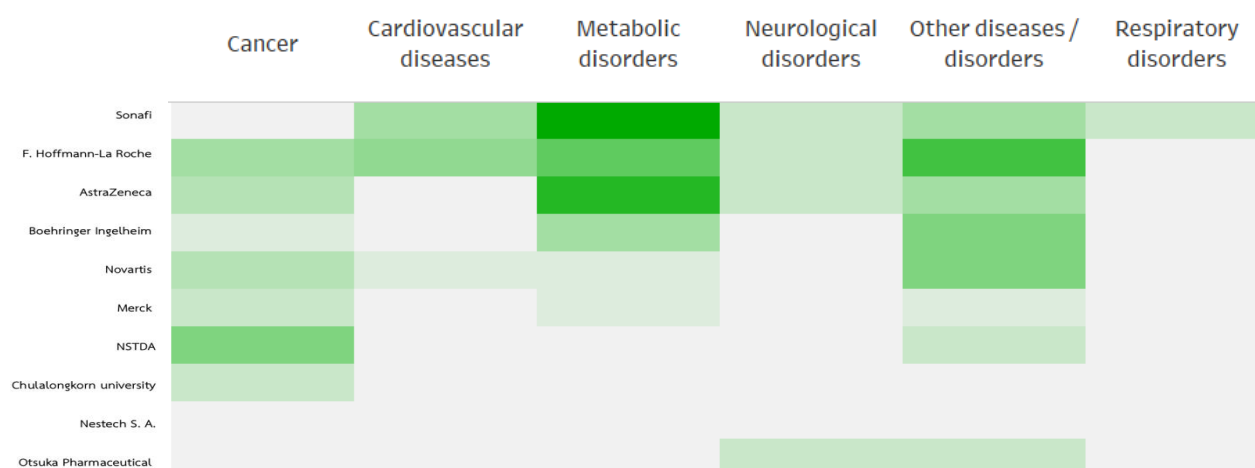 Cancer
Cardiovascular
diseases
Metabolic
disorders
Neurological
disorders
Other diseases /
disorders
Respiratory
disorders
Sonafi
F. Hoffmann-La Roche
AstraZeneca
Boehringer Ingelheim
Novartis
Merck
NSTDA
Chulalongkorn university
Nestech S. A.
Otsuka Pharmaceutical